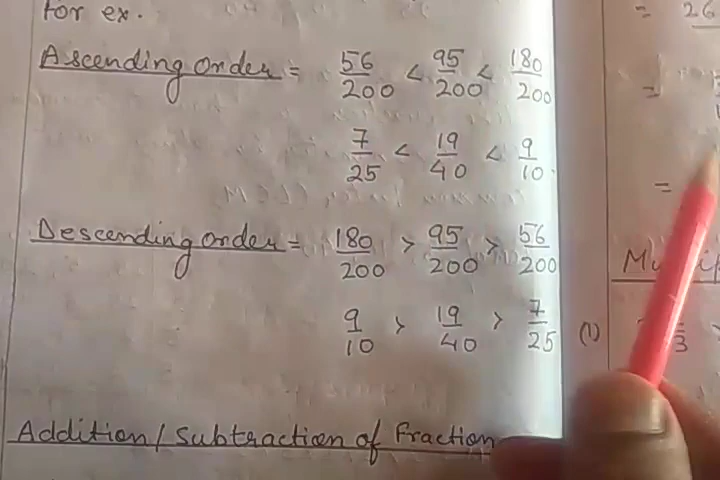 For ex.
Ascending order = 56/200 < 95/200 < 180/200
7/25 < 19/40 < 9/10.
Descending order = 180/200 > 95/200 > 56/200
9/10 > 19/40 > 7/25
Addition/Subtraction of Fraction
= 26
=
=
(1)